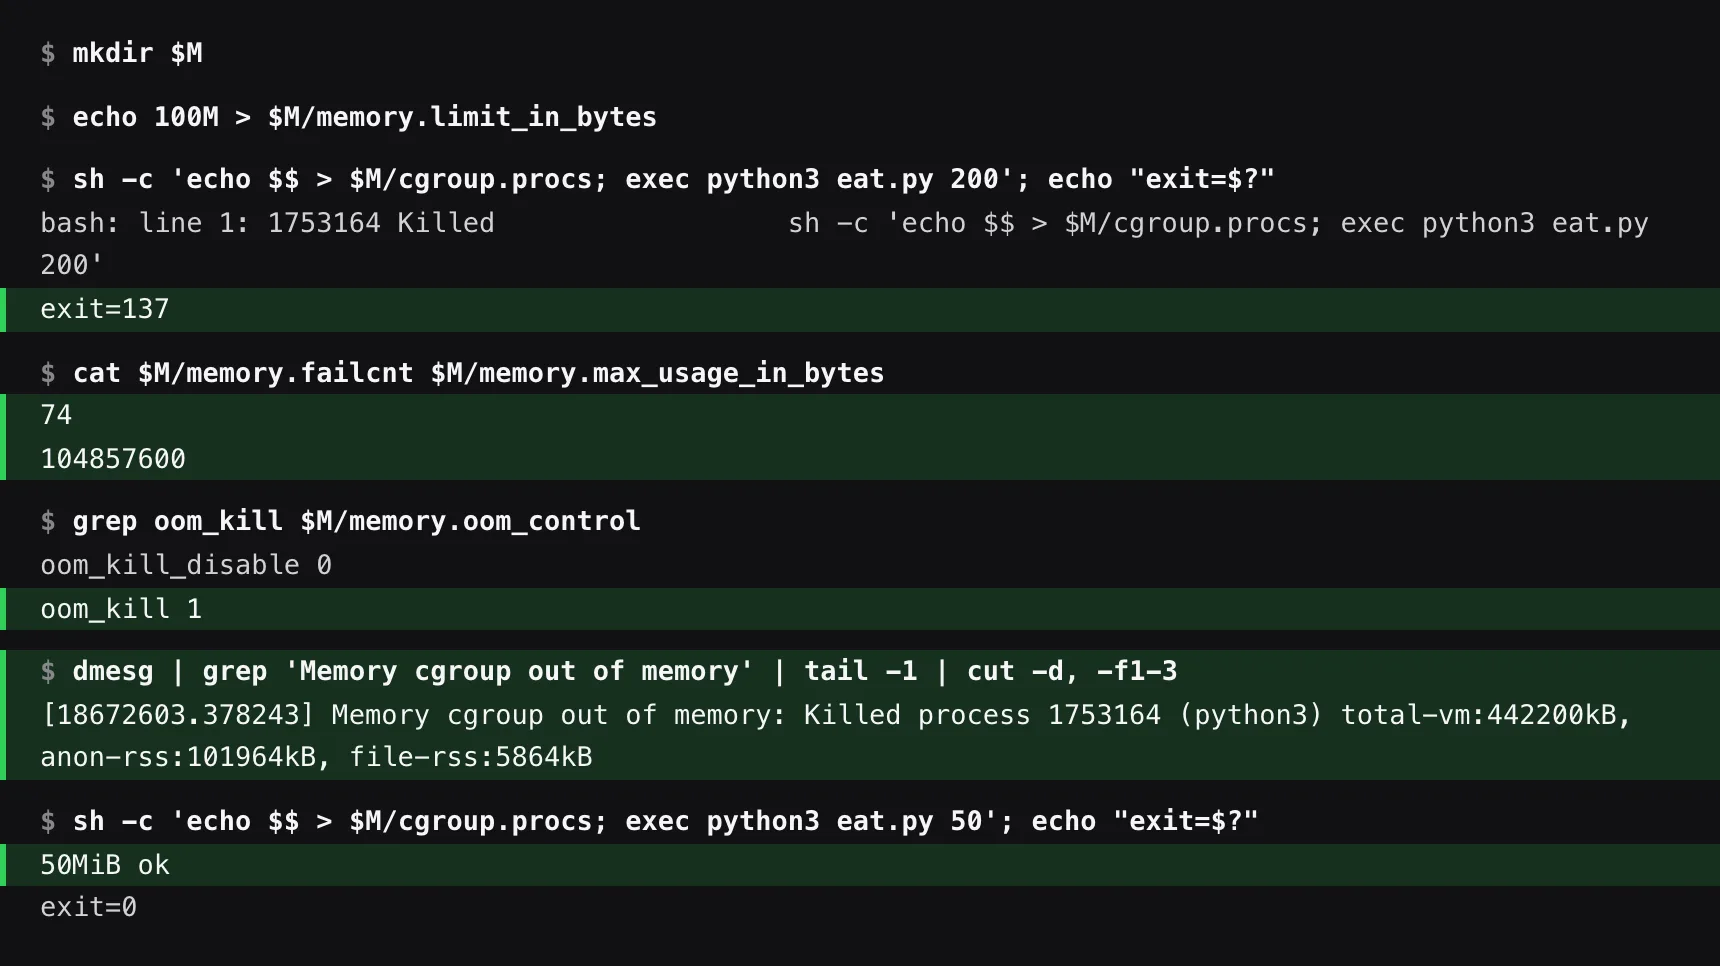 $ mkdir $M
$ echo 100M > $M/memory.limit_in_bytes
$ sh -c 'echo $$ > $M/cgroup.procs; exec python3 eat.py 200'; echo "exit=$?"
bash: line 1: 1753164 Killed                  sh -c 'echo $$ > $M/cgroup.procs; exec python3 eat.py
200'
exit=137
$ cat $M/memory.failcnt $M/memory.max_usage_in_bytes
74
104857600
$ grep oom_kill $M/memory.oom_control
oom_kill_disable 0
oom_kill 1
$ dmesg | grep 'Memory cgroup out of memory' | tail -1 | cut -d, -f1-3
[18672603.378243] Memory cgroup out of memory: Killed process 1753164 (python3) total-vm:442200kB,
anon-rss:101964kB, file-rss:5864kB
$ sh -c 'echo $$ > $M/cgroup.procs; exec python3 eat.py 50'; echo "exit=$?"
50MiB ok
exit=0